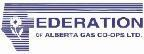 FEDERATION
OF ALBERTA GAS CO-OPS LTD.